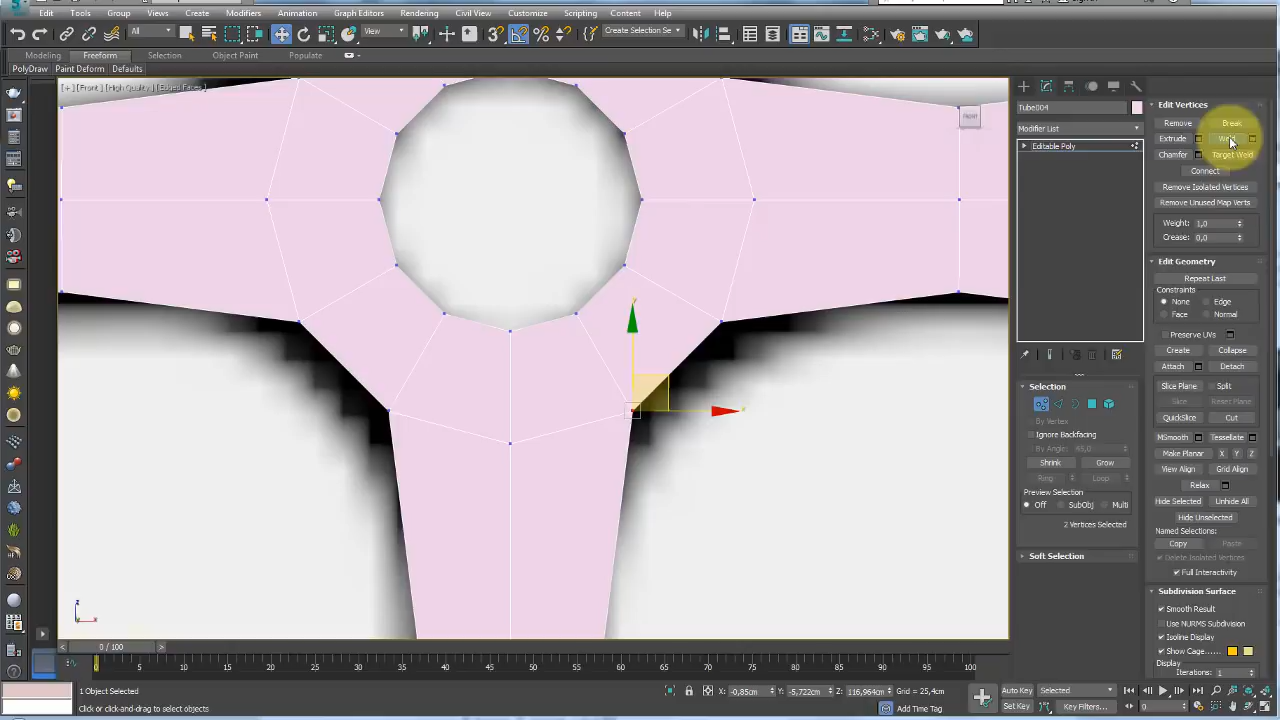 Edit Tools Group Views Create Modifiers Animation Graph Editors Rendering Civil View Customize Scripting Content Help
All View Create Selection Se
Modeling Freeform Selection Object Paint Populate
PolyDraw Paint Deform Defaults
[+] [Front] [High Quality] [Edged Faces]
FRONT
Tube004
Modifier List
Editable Poly
Selection
By Vertex
Ignore Backfacing
By Angle: 45,0
Shrink Grow
Ring Loop
Preview Selection
Off SubObj Multi
2 Vertices Selected
Soft Selection
Edit Vertices
Remove Break
Extrude Weld
Chamfer Target Weld
Connect
Remove Isolated Vertices
Remove Unused Map Verts
Weight: 1,0
Crease: 0,0
Edit Geometry
Repeat Last
Constraints
None Edge
Face Normal
Preserve UVs
Create Collapse
Attach Detach
Slice Plane Split
Slice Reset Plane
QuickSlice Cut
MSmooth Tessellate
Make Planar X Y Z
View Align Grid Align
Relax
Hide Selected Unhide All
Hide Unselected
Named Selections:
Copy Paste
Delete Isolated Vertices
Full Interactivity
Subdivision Surface
Smooth Result
Use NURMS Subdivision
Isoline Display
Show Cage......
Display
Iterations: 1
y
x
z
x
0 / 100
0 5 10 15 20 25 30 35 40 45 50 55 60 65 70 75 80 85 90 95 100
1 Object Selected
Click or click-and-drag to select objects
X: -0,85cm Y: -5,722cm Z: 116,964cm Grid = 25,4cm
Add Time Tag
Auto Key Selected
Set Key Key Filters... 0